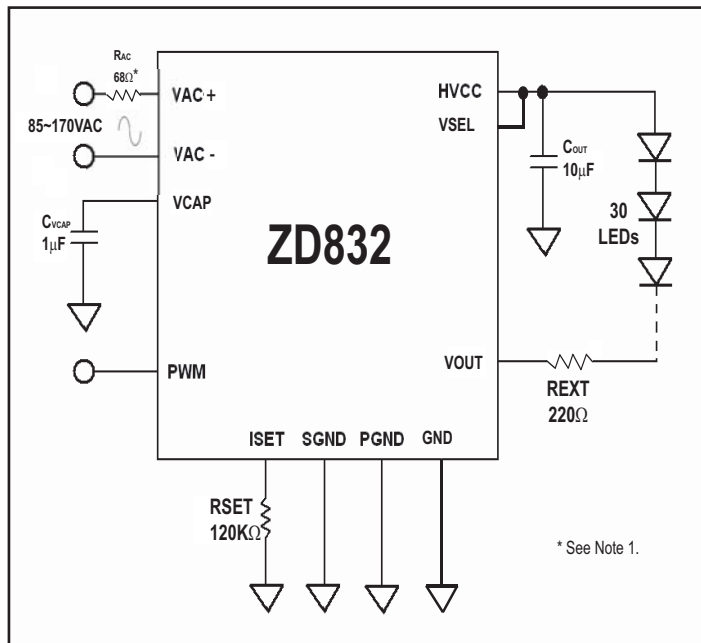 RAC
68Ω*
VAC +
85~170VAC
VAC -
VCAP
CVCAP
1μF
ZD832
HVCC
VSEL
COUT
10μF
30
LEDs
PWM
VOUT
REXT
220Ω
ISET SGND PGND GND
RSET
120KΩ
* See Note 1.